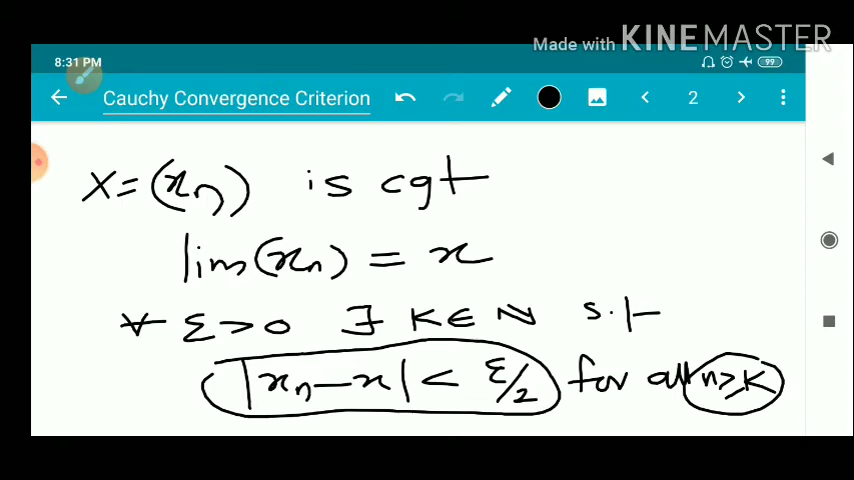 Made with KINEMASTER
8:31 PM 99
Cauchy Convergence Criterion 2
X = (xn) is cgt
lim(xn) = x
∀ ε > 0 ∃ K ∈ ℕ s.t
|xn − x| < ε/2 for all n ≥ K